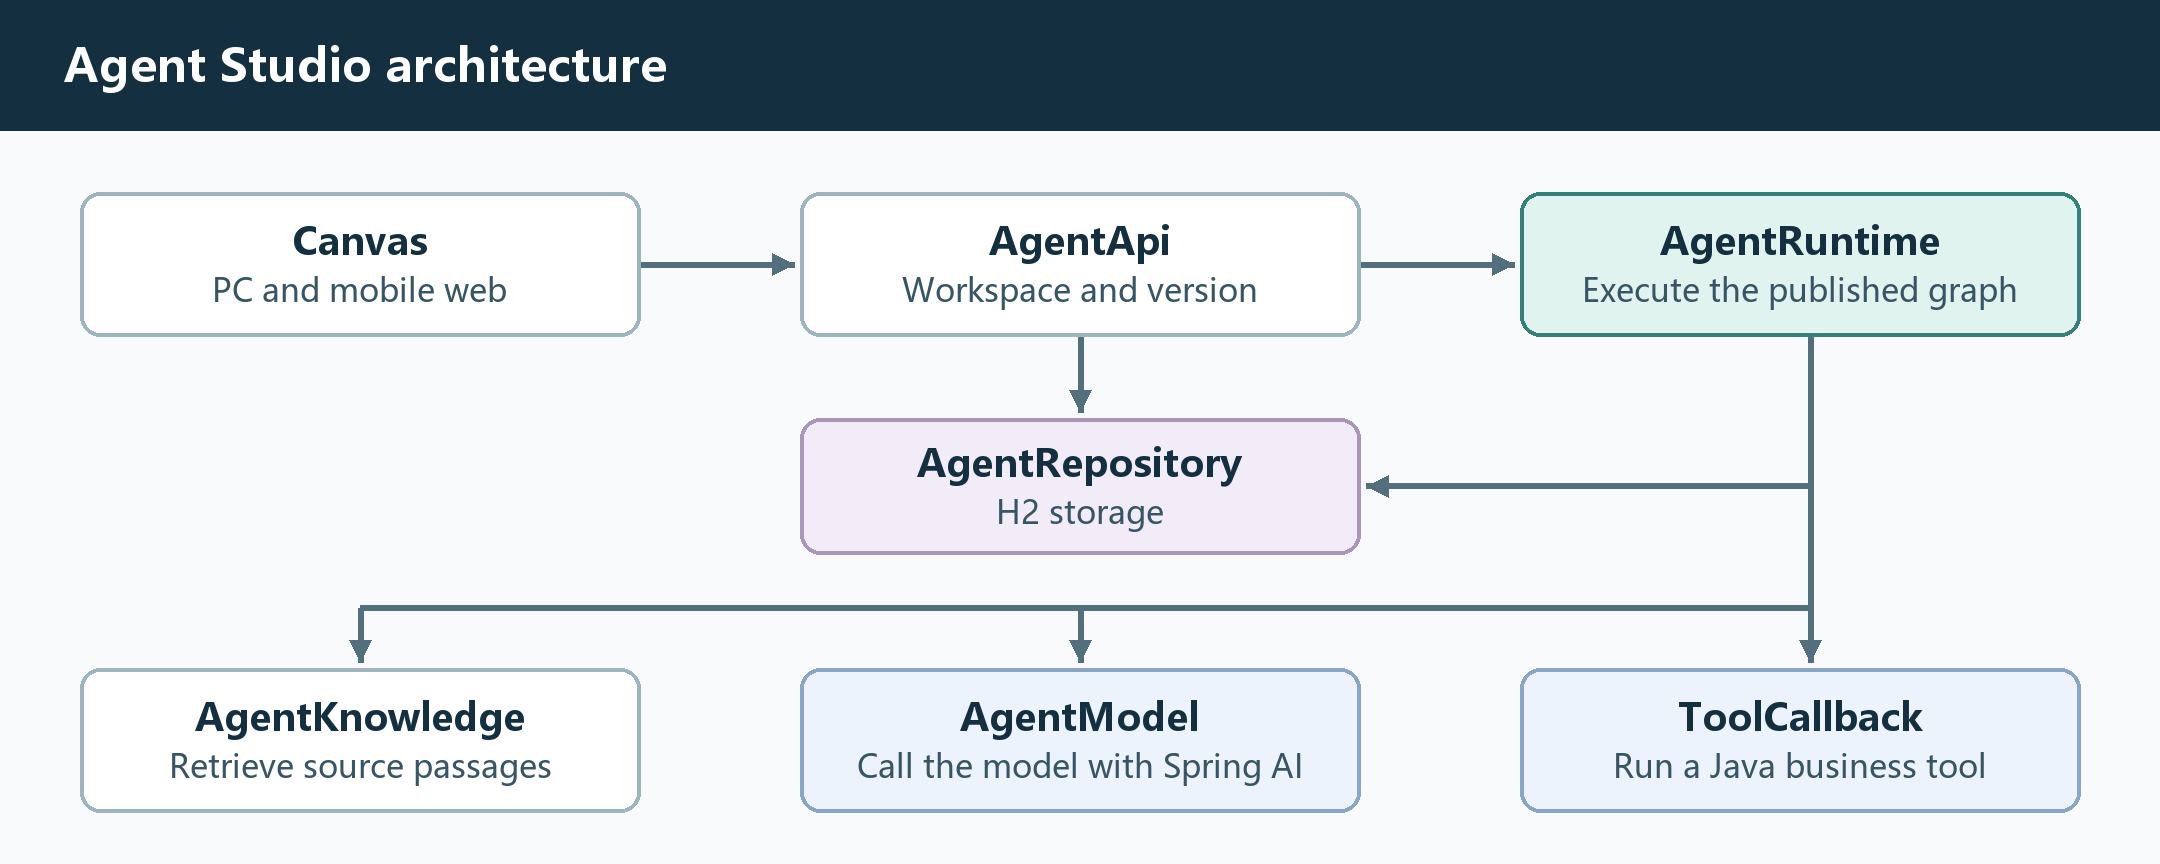 Agent Studio architecture
Canvas
PC and mobile web
AgentApi
Workspace and version
AgentRuntime
Execute the published graph
AgentRepository
H2 storage
AgentKnowledge
Retrieve source passages
AgentModel
Call the model with Spring AI
ToolCallback
Run a Java business tool